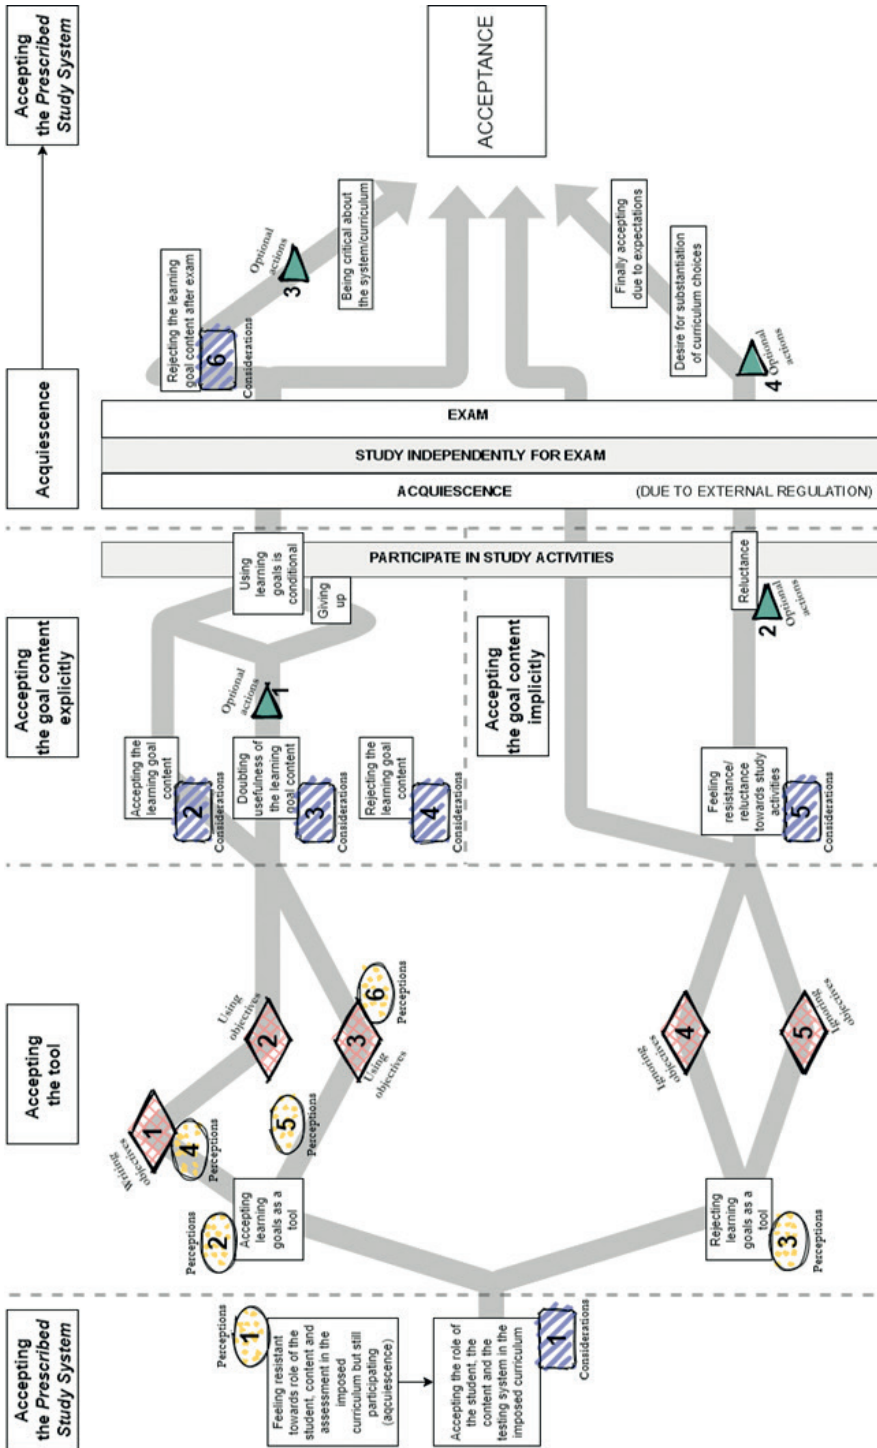 Accepting
the Prescribed
Study System
Accepting
the tool
Accepting
the goal content
explicitly
Acquiescence
Accepting
the Prescribed
Study System
Perceptions
1
Feeling resistant
towards role of the
student, content and
assessment in the
imposed
curriculum but still
participating
(aqcuiescence)
Accepting the role of
the student, the
content and the
testing system in the
imposed curriculum
1
Considerations
Perceptions
2
Accepting
learning
goals as a
tool
Writing
objectives
1
4
Perceptions
5
Perceptions
Using objectives
2
3
Using
objectives
6
Perceptions
Rejecting
learning
goals as a
tool
3
Perceptions
Ignoring
objectives
4
5
Ignoring
objectives
Accepting the
learning goal
content
2
Considerations
Doubting
usefulness of
the learning
goal content
3
Considerations
Rejecting the
learning goal
content
4
Considerations
Optional
actions
1
Using
learning
goals is
conditional
Giving
up
Accepting
the goal content
implicitly
Feeling
resistance/
reluctance
towards study
activities
5
Considerations
Reluctance
2
Optional
actions
PARTICIPATE IN STUDY ACTIVITIES
ACQUIESCENCE
(DUE TO EXTERNAL REGULATION)
STUDY INDEPENDENTLY FOR EXAM
EXAM
Rejecting the learning
goal content after exam
6
Considerations
Optional
actions
3
Being critical about
the system/curriculum
4
Optional
actions
Desire for substantiation
of curriculum choices
Finally accepting
due to expectations
ACCEPTANCE